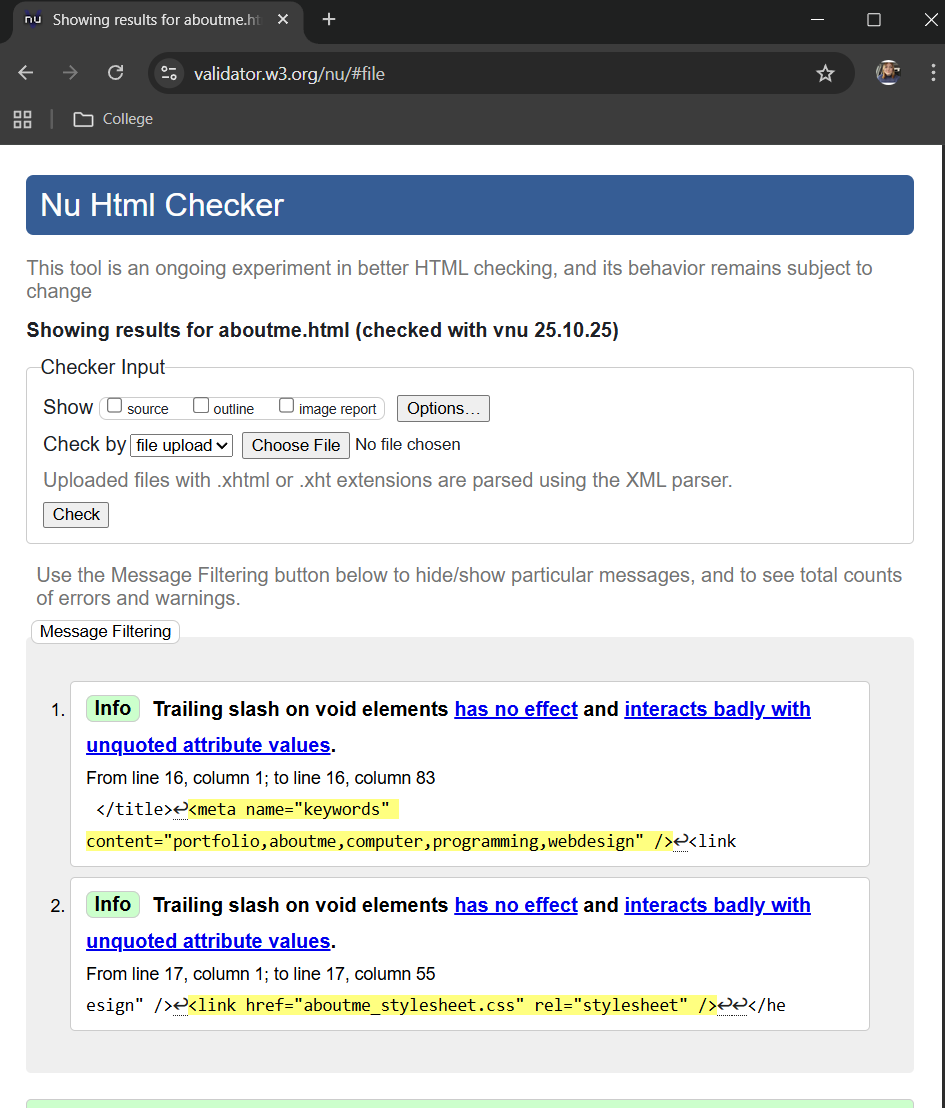 nu Showing results for aboutme.ht
validator.w3.org/nu/#file
College
Nu Html Checker
This tool is an ongoing experiment in better HTML checking, and its behavior remains subject to
change
Showing results for aboutme.html (checked with vnu 25.10.25)
Checker Input
Show source outline image report Options...
Check by file upload Choose File No file chosen
Uploaded files with .xhtml or .xht extensions are parsed using the XML parser.
Check
Use the Message Filtering button below to hide/show particular messages, and to see total counts
of errors and warnings.
Message Filtering
1. Info Trailing slash on void elements has no effect and interacts badly with
unquoted attribute values.
From line 16, column 1; to line 16, column 83
</title>↩<meta name="keywords"
content="portfolio,aboutme,computer,programming,webdesign" />↩<link
2. Info Trailing slash on void elements has no effect and interacts badly with
unquoted attribute values.
From line 17, column 1; to line 17, column 55
esign" />↩<link href="aboutme_stylesheet.css" rel="stylesheet" />↩↩</he